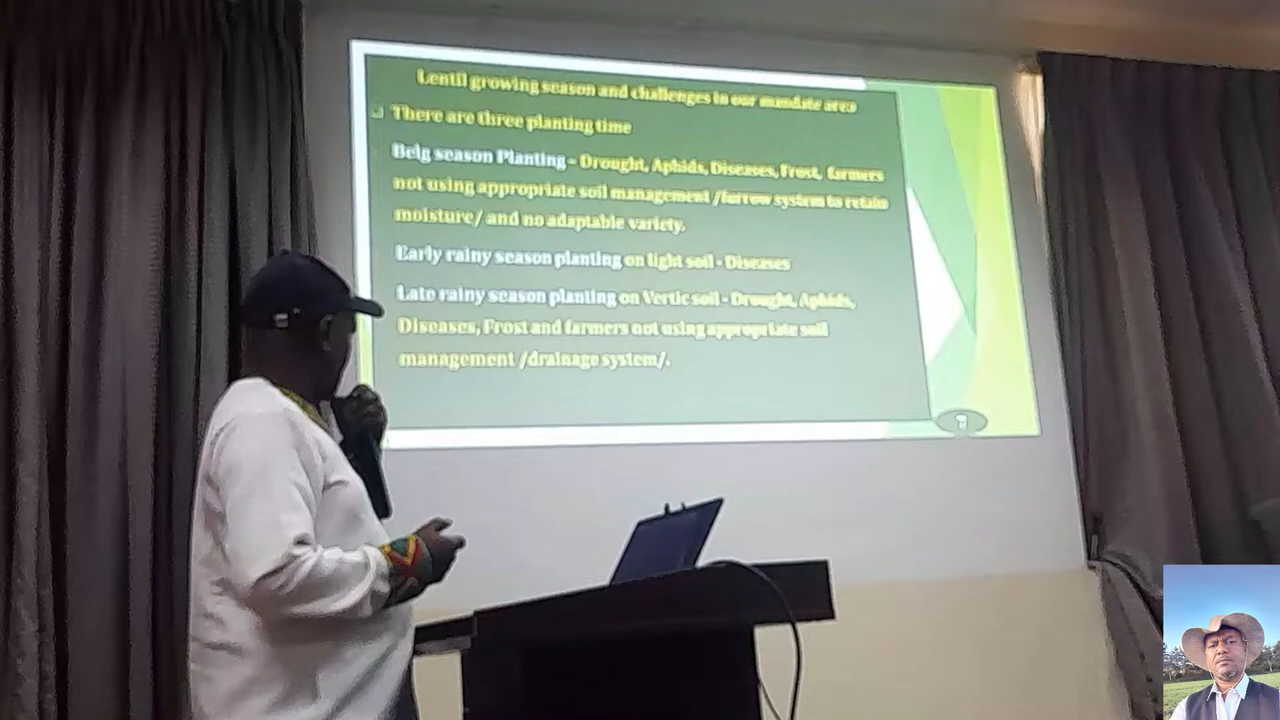 Lentil growing season and challenges in our mandate area
There are three planting time
Belg season Planting - Drought, Aphids, Diseases, Frost, farmers
not using appropriate soil management /furrow system to retain
moisture/ and no adaptable variety.
Early rainy season planting on light soil - Diseases
Late rainy season planting on Vertic soil - Drought, Aphids,
Diseases, Frost and farmers not using appropriate soil
management /drainage system/.